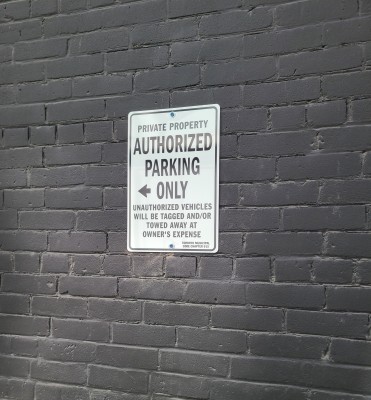 PRIVATE PROPERTY
AUTHORIZED
PARKING
← ONLY
UNAUTHORIZED VEHICLES
WILL BE TAGGED AND/OR
TOWED AWAY AT
OWNER'S EXPENSE